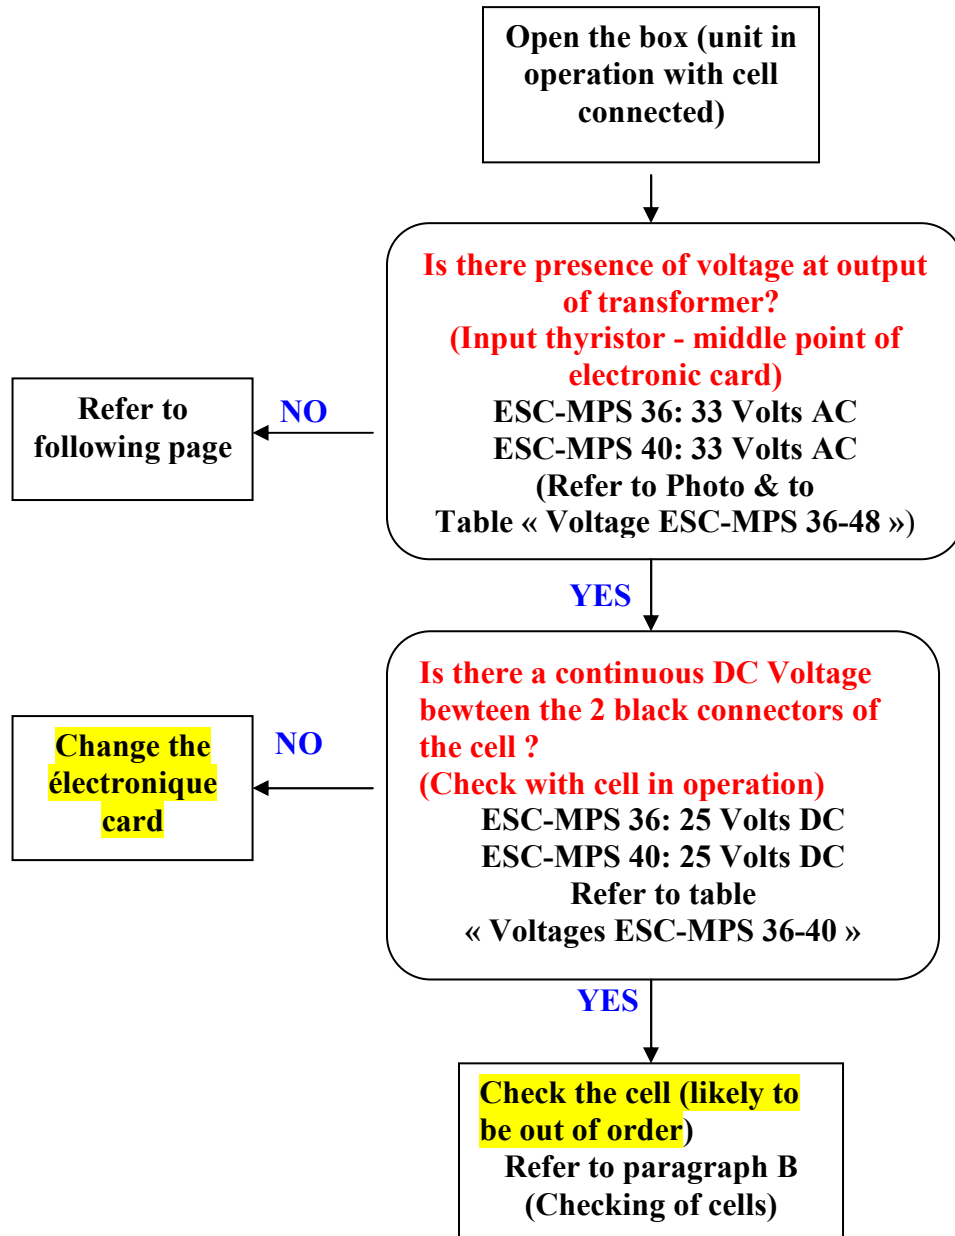 Open the box (unit in
operation with cell
connected)
Is there presence of voltage at output
of transformer?
(Input thyristor - middle point of
electronic card)
ESC-MPS 36: 33 Volts AC
ESC-MPS 40: 33 Volts AC
(Refer to Photo & to
Table « Voltage ESC-MPS 36-48 »)
NO
Refer to
following page
YES
Is there a continuous DC Voltage
bewteen the 2 black connectors of
the cell ?
(Check with cell in operation)
ESC-MPS 36: 25 Volts DC
ESC-MPS 40: 25 Volts DC
Refer to table
« Voltages ESC-MPS 36-40 »
NO
Change the
électronique
card
YES
Check the cell (likely to
be out of order)
Refer to paragraph B
(Checking of cells)